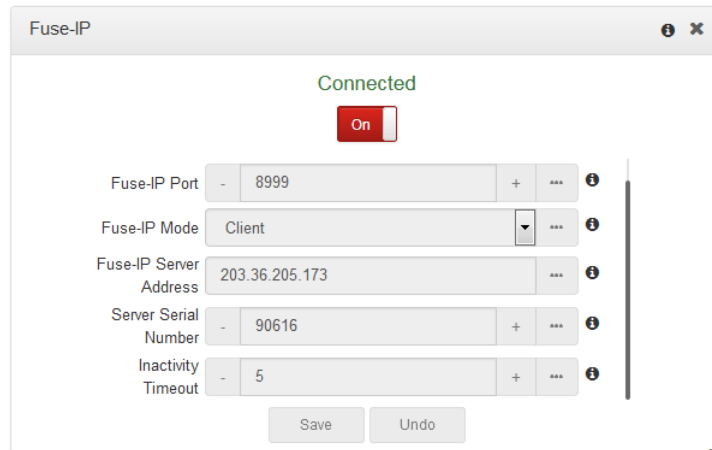 Fuse-IP
Connected
On
Fuse-IP Port - 8999 + ...
Fuse-IP Mode Client ...
Fuse-IP Server
Address 203.36.205.173 ...
Server Serial
Number - 90616 + ...
Inactivity
Timeout - 5 + ...
Save Undo